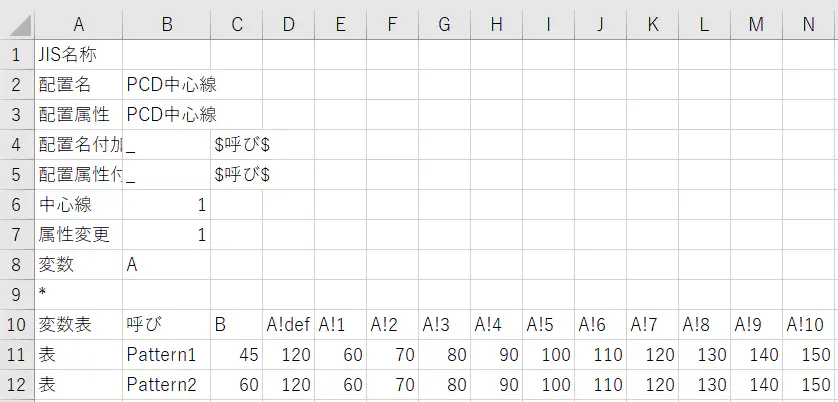 A B C D E F G H I J K L M N
1 JIS名称
2 配置名 PCD中心線
3 配置属性 PCD中心線
4 配置名付加 _ $呼び$
5 配置属性付 _ $呼び$
6 中心線 1
7 属性変更 1
8 変数 A
9 *
10 変数表 呼び B A!def A!1 A!2 A!3 A!4 A!5 A!6 A!7 A!8 A!9 A!10
11 表 Pattern1 45 120 60 70 80 90 100 110 120 130 140 150
12 表 Pattern2 60 120 60 70 80 90 100 110 120 130 140 150